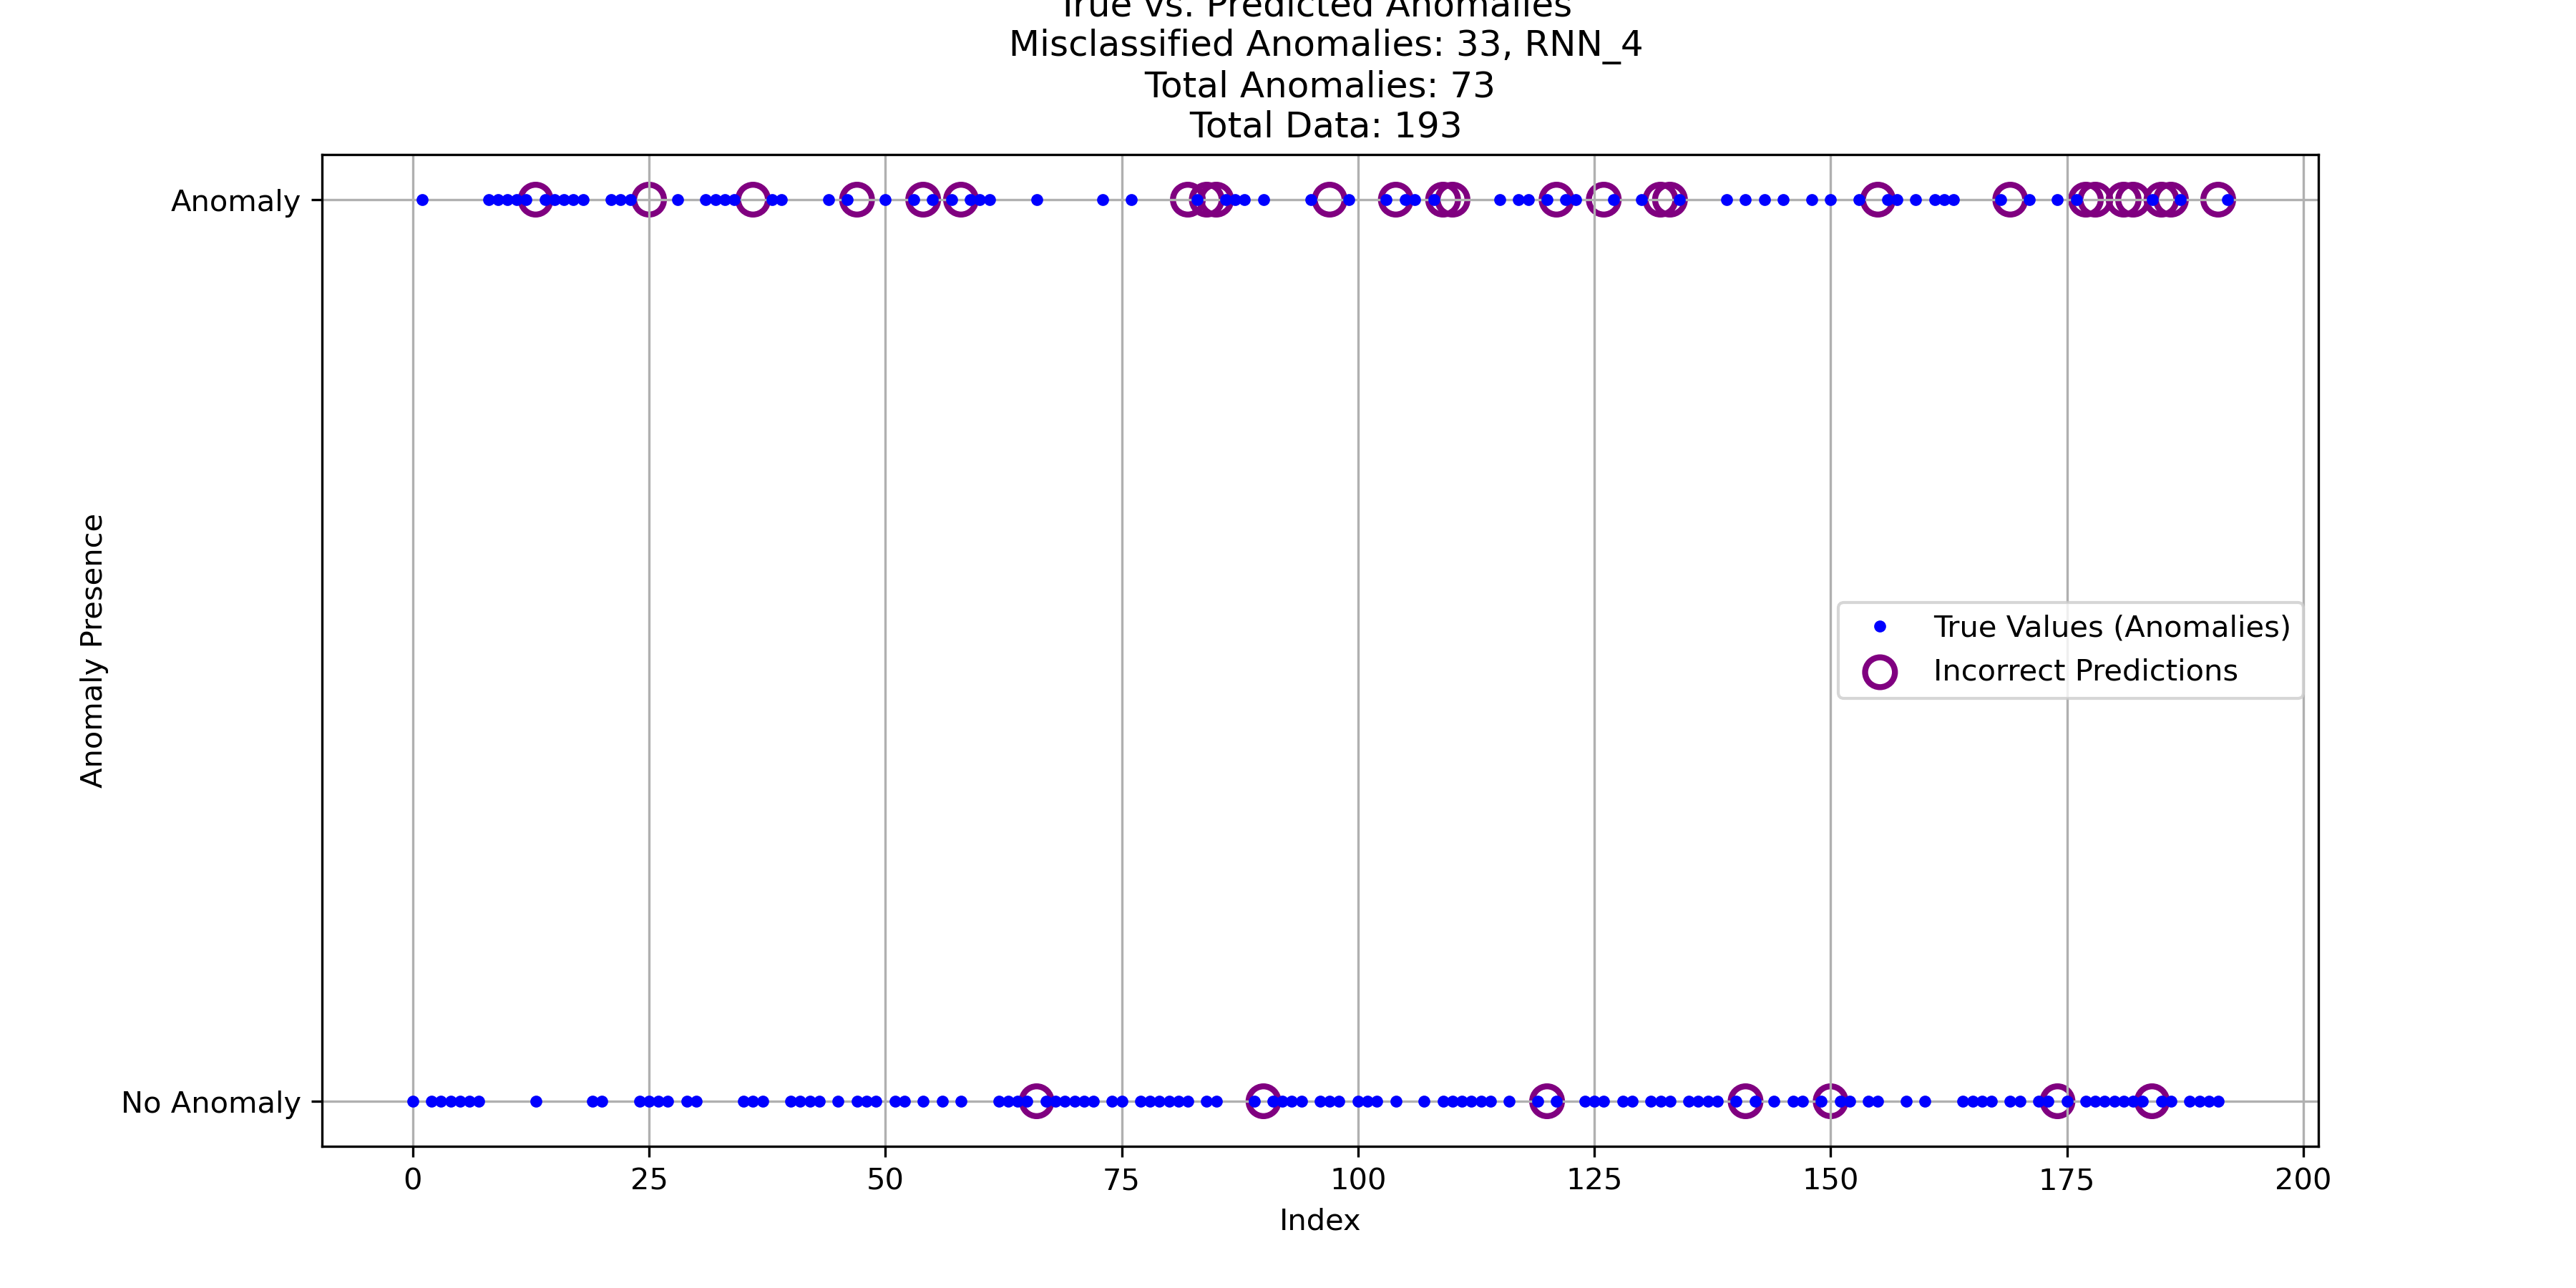 True vs. Predicted Anomalies
Misclassified Anomalies: 33, RNN_4
Total Anomalies: 73
Total Data: 193
Anomaly
Anomaly Presence
True Values (Anomalies)
Incorrect Predictions
No Anomaly
0 25 50 75 100 125 150 175 200
Index